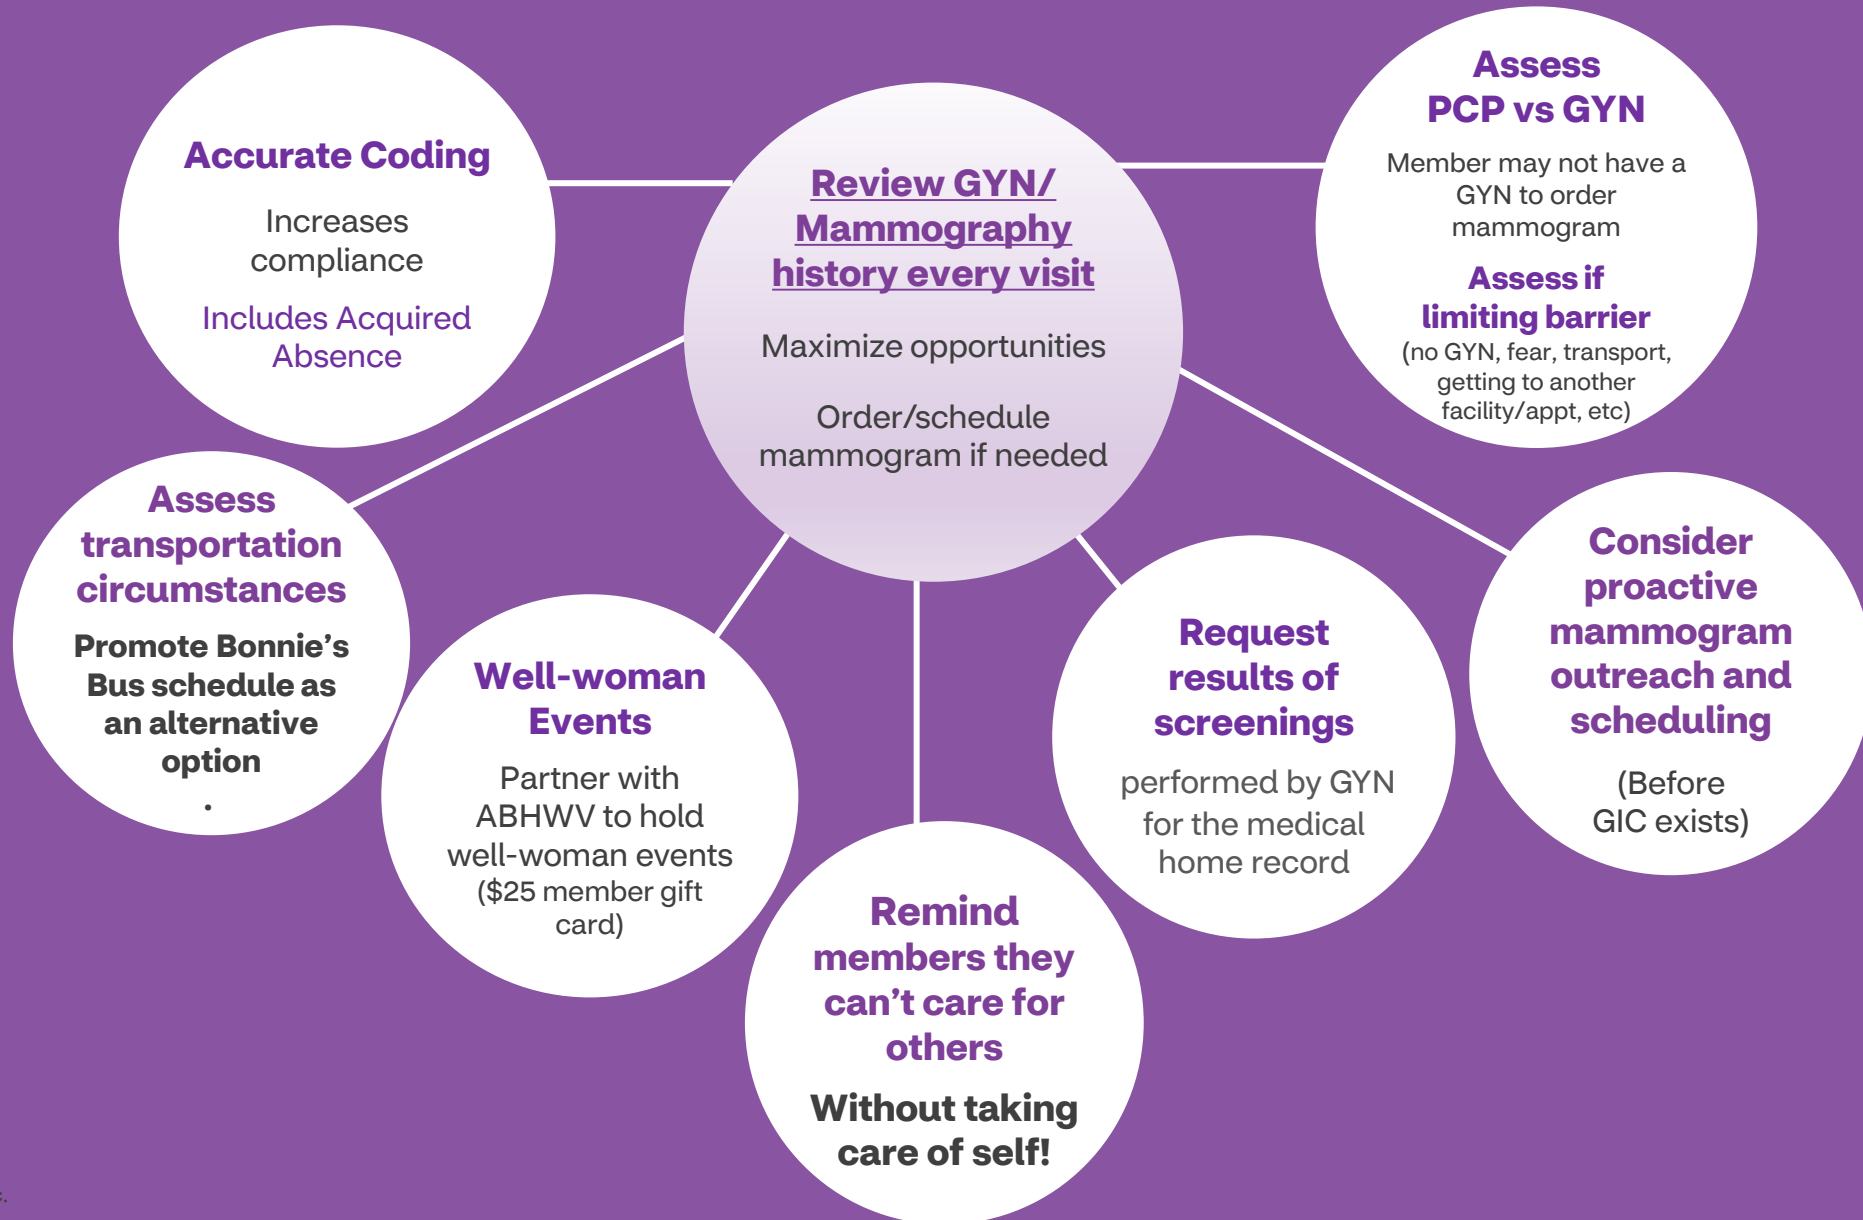 Accurate Coding
Increases
compliance
Includes Acquired
Absence
Review GYN/
Mammography
history every visit
Maximize opportunities
Order/schedule
mammogram if needed
Assess
PCP vs GYN
Member may not have a
GYN to order
mammogram
Assess if
limiting barrier
(no GYN, fear, transport,
getting to another
facility/appt, etc)
Assess
transportation
circumstances
Promote Bonnie’s
Bus schedule as
an alternative
option
.
Well-woman
Events
Partner with
ABHWV to hold
well-woman events
($25 member gift
card)
Remind
members they
can’t care for
others
Without taking
care of self!
Request
results of
screenings
performed by GYN
for the medical
home record
Consider
proactive
mammogram
outreach and
scheduling
(Before
GIC exists)